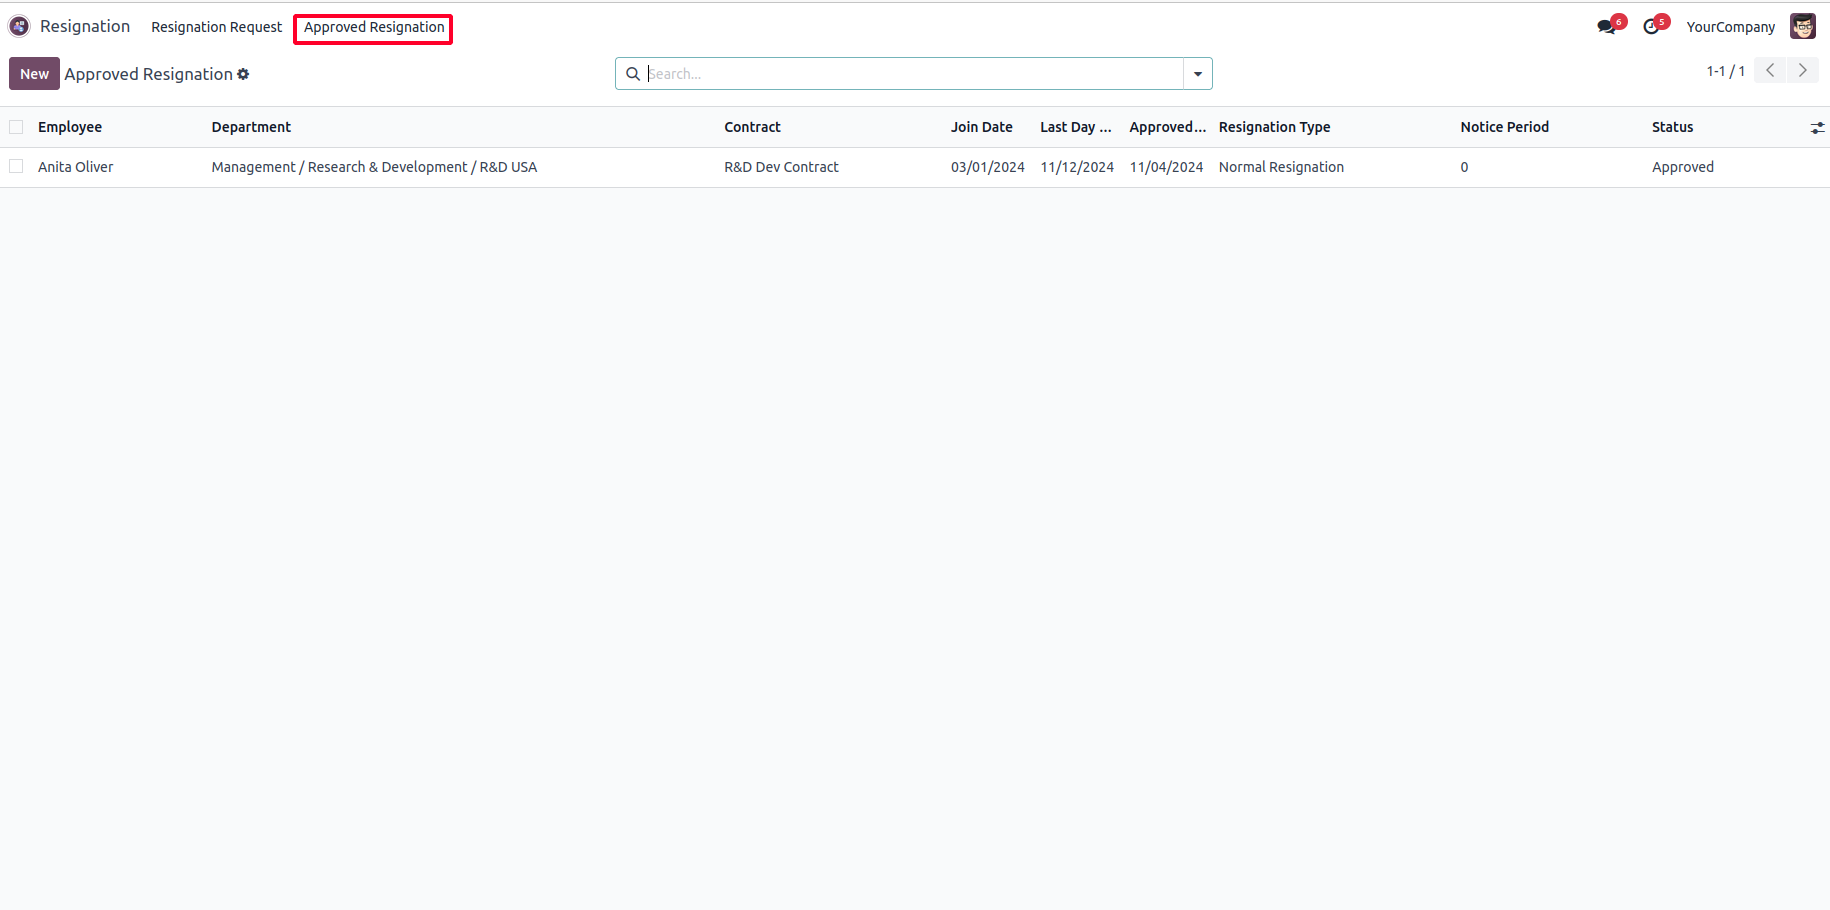 Resignation Resignation Request Approved Resignation 6 5 YourCompany
New Approved Resignation Search... 1-1 / 1
Employee Department Contract Join Date Last Day ... Approved... Resignation Type Notice Period Status
Anita Oliver Management / Research & Development / R&D USA R&D Dev Contract 03/01/2024 11/12/2024 11/04/2024 Normal Resignation 0 Approved